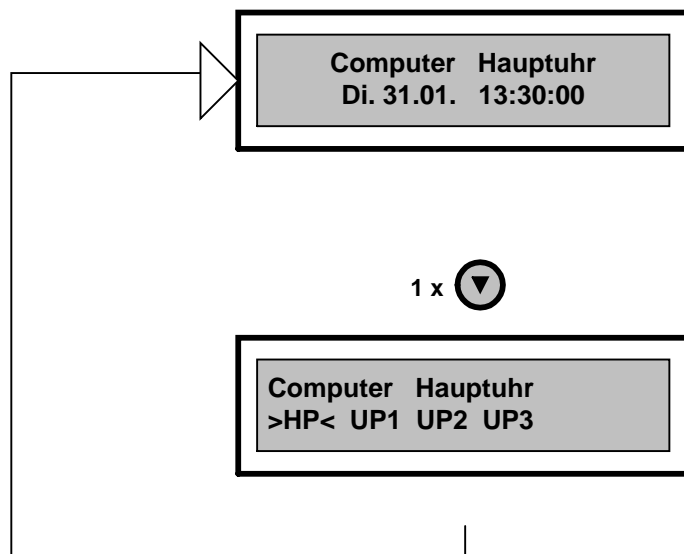 Computer Hauptuhr
Di. 31.01. 13:30:00
1 x
Computer Hauptuhr
>HP< UP1 UP2 UP3